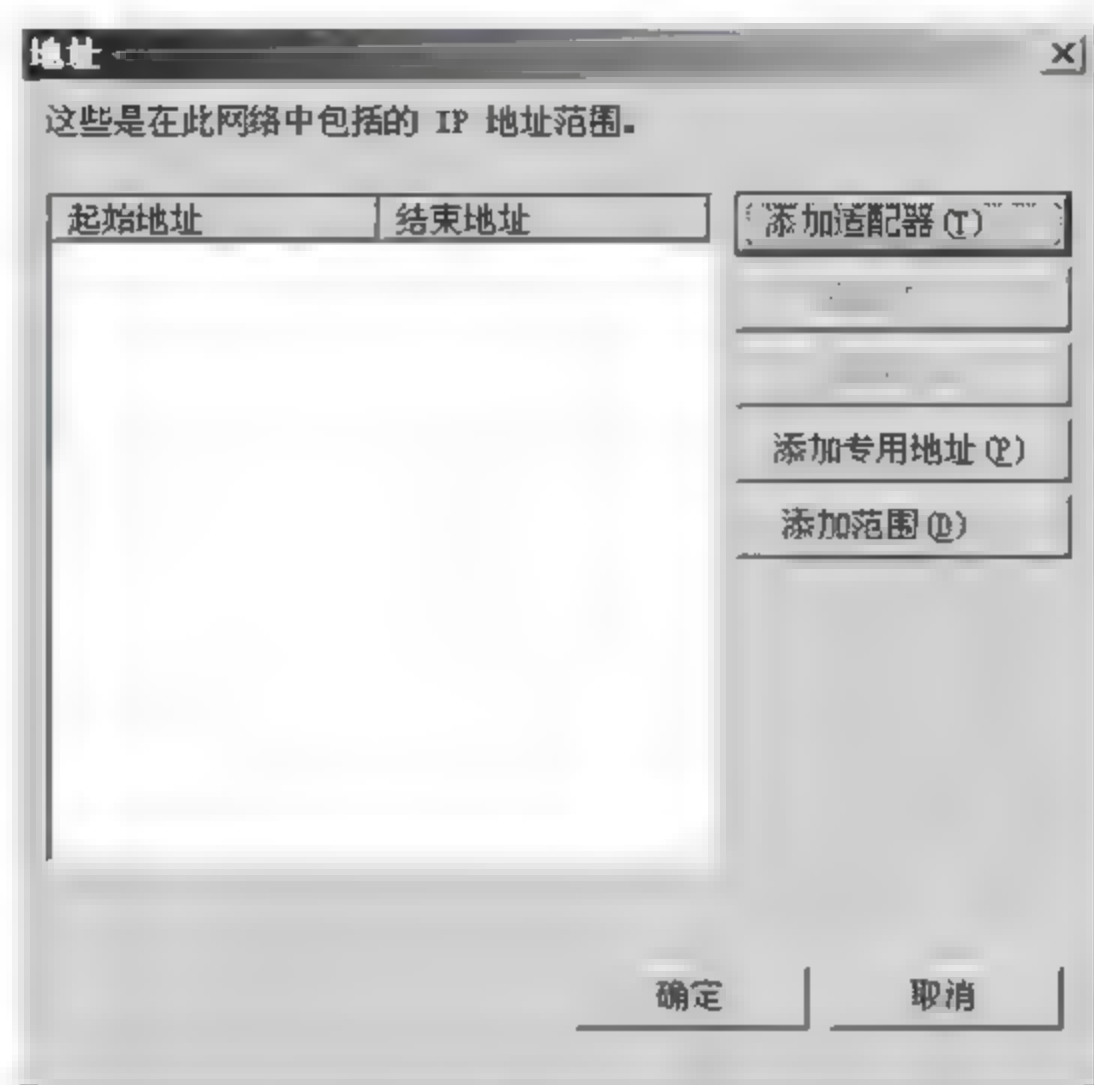 地址
这些是在此网络中包括的 IP 地址范围。
起始地址 结束地址
添加适配器(T)
添加专用地址(P)
添加范围(D)
确定 取消